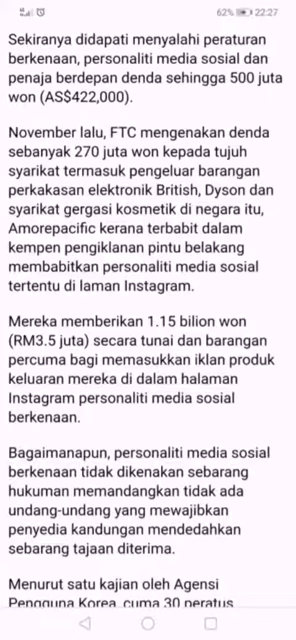 62% 22:27
Sekiranya didapati menyalahi peraturan
berkenaan, personaliti media sosial dan
penaja berdepan denda sehingga 500 juta
won (AS$422,000).
November lalu, FTC mengenakan denda
sebanyak 270 juta won kepada tujuh
syarikat termasuk pengeluar barangan
perkakasan elektronik British, Dyson dan
syarikat gergasi kosmetik di negara itu,
Amorepacific kerana terbabit dalam
kempen pengiklanan pintu belakang
membabitkan personaliti media sosial
tertentu di laman Instagram.
Mereka memberikan 1.15 bilion won
(RM3.5 juta) secara tunai dan barangan
percuma bagi memasukkan iklan produk
keluaran mereka di dalam halaman
Instagram personaliti media sosial
berkenaan.
Bagaimanapun, personaliti media sosial
berkenaan tidak dikenakan sebarang
hukuman memandangkan tidak ada
undang-undang yang mewajibkan
penyedia kandungan mendedahkan
sebarang tajaan diterima.
Menurut satu kajian oleh Agensi
Pengguna Korea, cuma 30 peratus